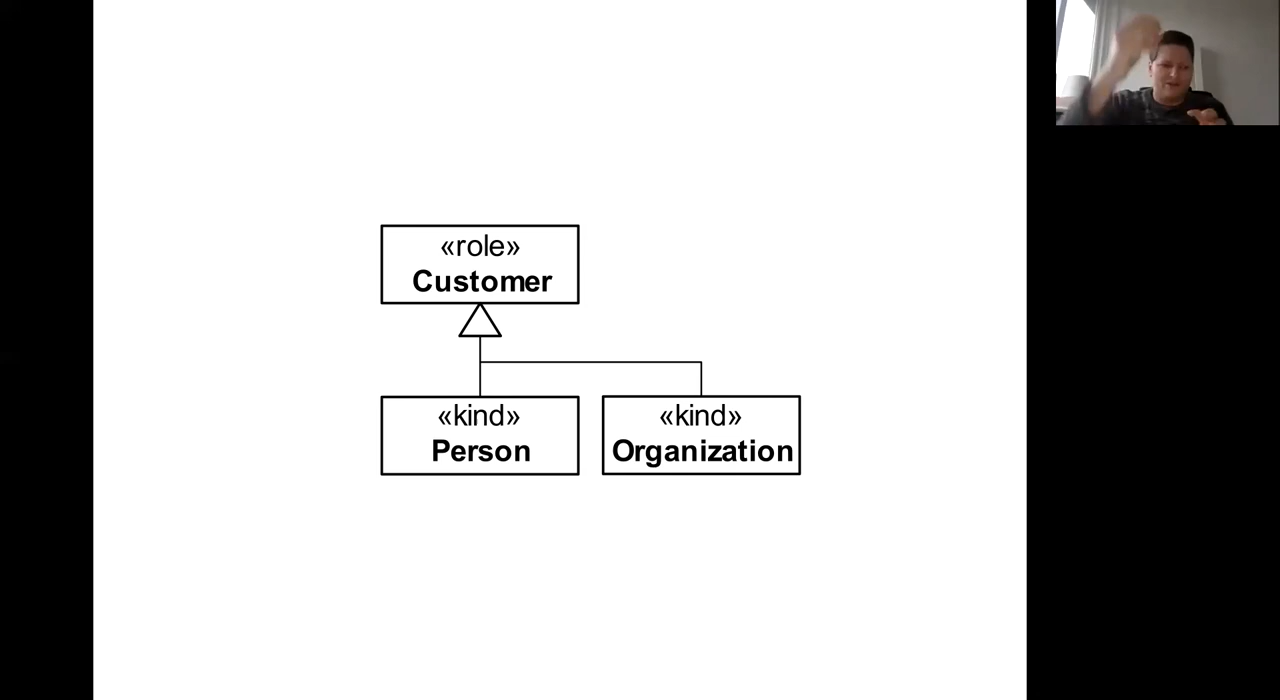 «role»
Customer
«kind»
Person
«kind»
Organization